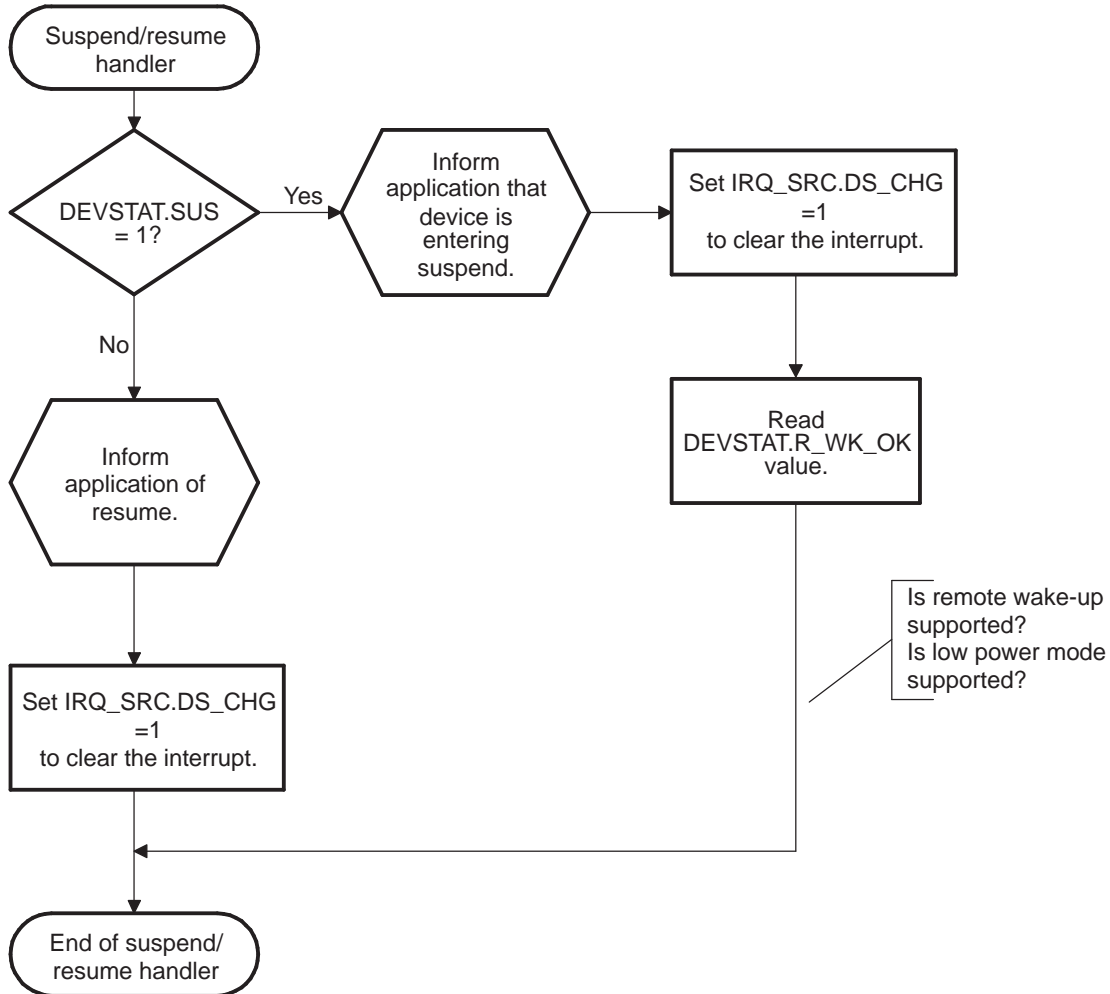 Suspend/resume
handler
DEVSTAT.SUS
= 1?
Yes
Inform
application that
device is
entering
suspend.
Set IRQ_SRC.DS_CHG
=1
to clear the interrupt.
Read
DEVSTAT.R_WK_OK
value.
No
Inform
application of
resume.
Is remote wake-up
supported?
Is low power mode
supported?
Set IRQ_SRC.DS_CHG
=1
to clear the interrupt.
End of suspend/
resume handler